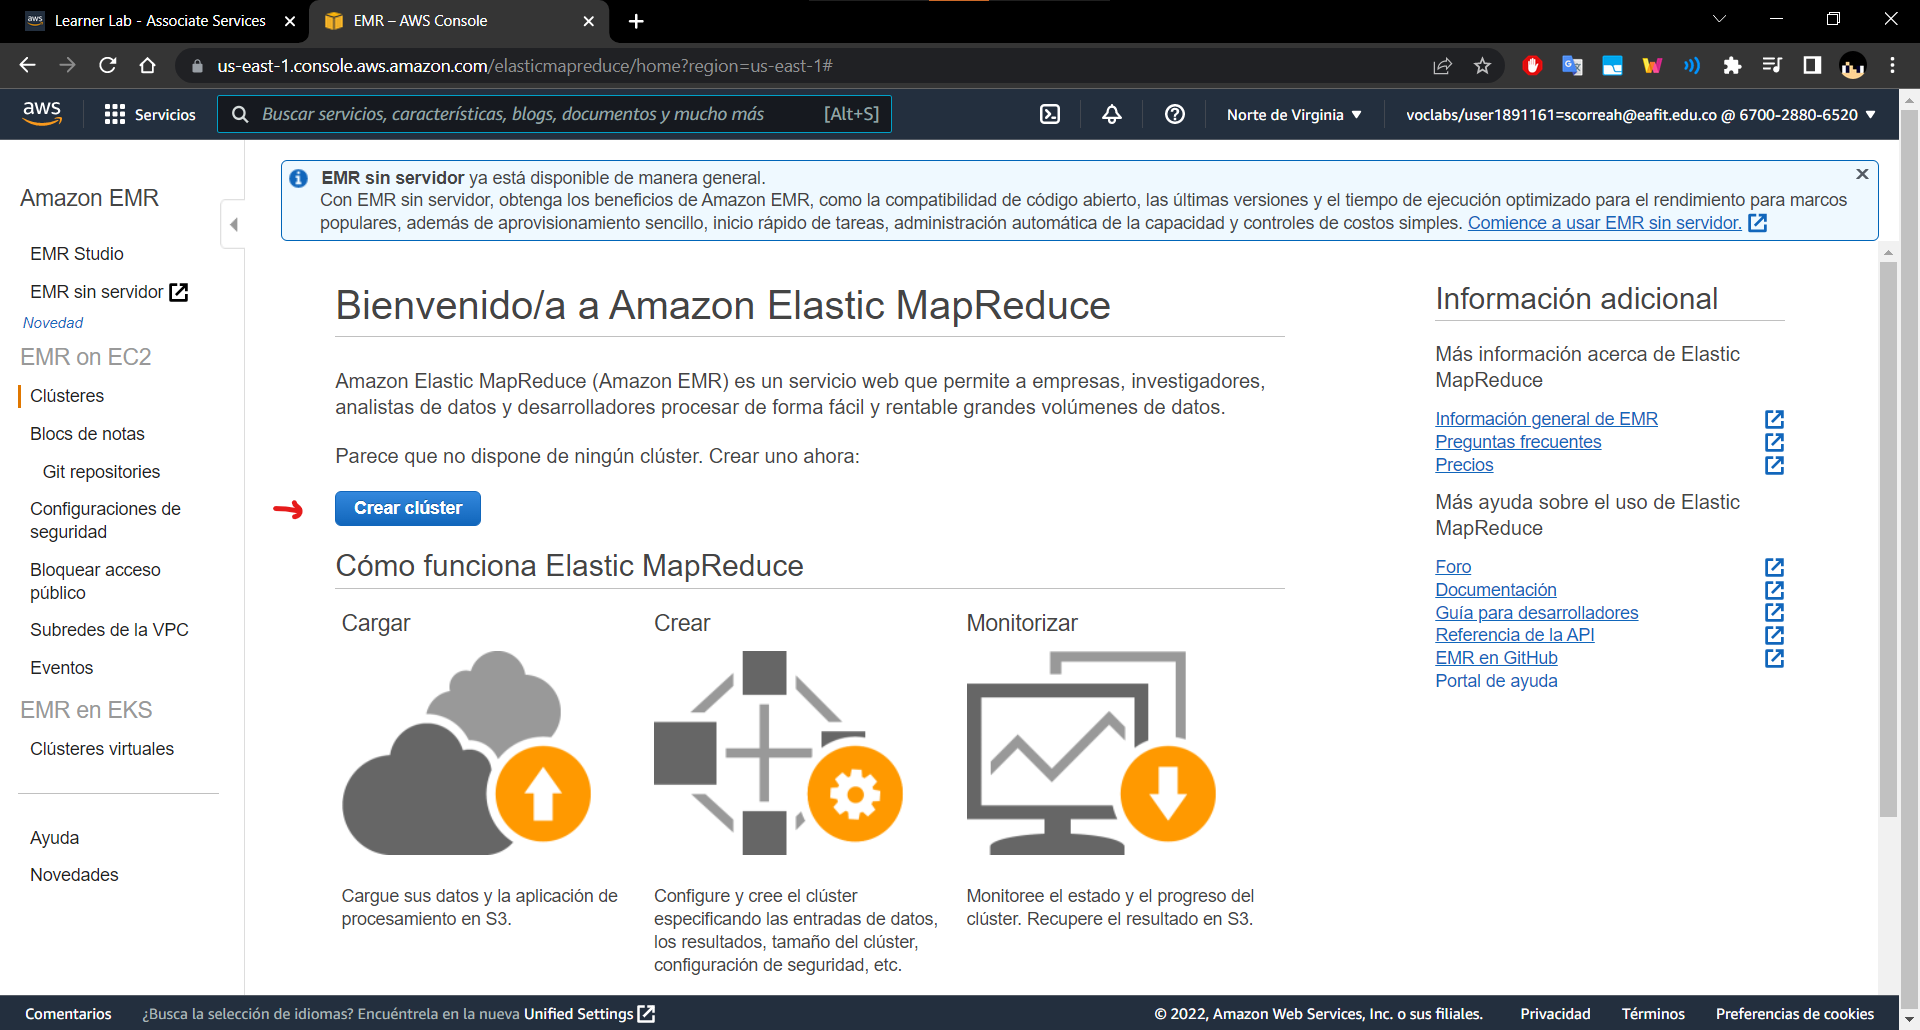 Learner Lab - Associate Services
EMR – AWS Console
us-east-1.console.aws.amazon.com/elasticmapreduce/home?region=us-east-1#
aws
Servicios
Buscar servicios, características, blogs, documentos y mucho más
[Alt+S]
Norte de Virginia
voclabs/user1891161=scorreah@eafit.edu.co @ 6700-2880-6520
Amazon EMR
EMR Studio
EMR sin servidor
Novedad
EMR on EC2
Clústeres
Blocs de notas
Git repositories
Configuraciones de
seguridad
Bloquear acceso
público
Subredes de la VPC
Eventos
EMR en EKS
Clústeres virtuales
Ayuda
Novedades
EMR sin servidor ya está disponible de manera general.
Con EMR sin servidor, obtenga los beneficios de Amazon EMR, como la compatibilidad de código abierto, las últimas versiones y el tiempo de ejecución optimizado para el rendimiento para marcos
populares, además de aprovisionamiento sencillo, inicio rápido de tareas, administración automática de la capacidad y controles de costos simples. Comience a usar EMR sin servidor.
Bienvenido/a a Amazon Elastic MapReduce
Amazon Elastic MapReduce (Amazon EMR) es un servicio web que permite a empresas, investigadores,
analistas de datos y desarrolladores procesar de forma fácil y rentable grandes volúmenes de datos.
Parece que no dispone de ningún clúster. Crear uno ahora:
Crear clúster
Cómo funciona Elastic MapReduce
Cargar
Cargue sus datos y la aplicación de
procesamiento en S3.
Crear
Configure y cree el clúster
especificando las entradas de datos,
los resultados, tamaño del clúster,
configuración de seguridad, etc.
Monitorizar
Monitoree el estado y el progreso del
clúster. Recupere el resultado en S3.
Información adicional
Más información acerca de Elastic
MapReduce
Información general de EMR
Preguntas frecuentes
Precios
Más ayuda sobre el uso de Elastic
MapReduce
Foro
Documentación
Guía para desarrolladores
Referencia de la API
EMR en GitHub
Portal de ayuda
Comentarios
¿Busca la selección de idiomas? Encuéntrela en la nueva Unified Settings
© 2022, Amazon Web Services, Inc. o sus filiales.
Privacidad
Términos
Preferencias de cookies